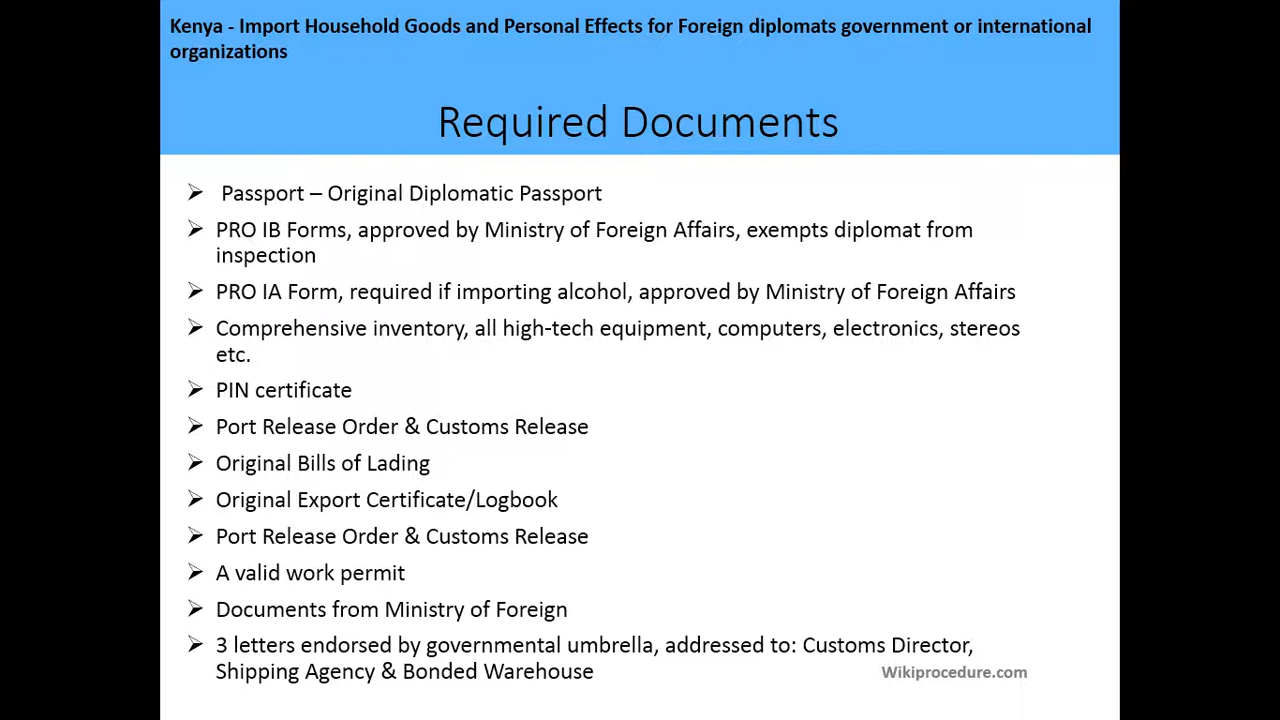 Kenya - Import Household Goods and Personal Effects for Foreign diplomats government or international
organizations
Required Documents
➢ Passport – Original Diplomatic Passport
➢ PRO IB Forms, approved by Ministry of Foreign Affairs, exempts diplomat from
inspection
➢ PRO IA Form, required if importing alcohol, approved by Ministry of Foreign Affairs
➢ Comprehensive inventory, all high-tech equipment, computers, electronics, stereos
etc.
➢ PIN certificate
➢ Port Release Order & Customs Release
➢ Original Bills of Lading
➢ Original Export Certificate/Logbook
➢ Port Release Order & Customs Release
➢ A valid work permit
➢ Documents from Ministry of Foreign
➢ 3 letters endorsed by governmental umbrella, addressed to: Customs Director,
Shipping Agency & Bonded Warehouse
Wikiprocedure.com